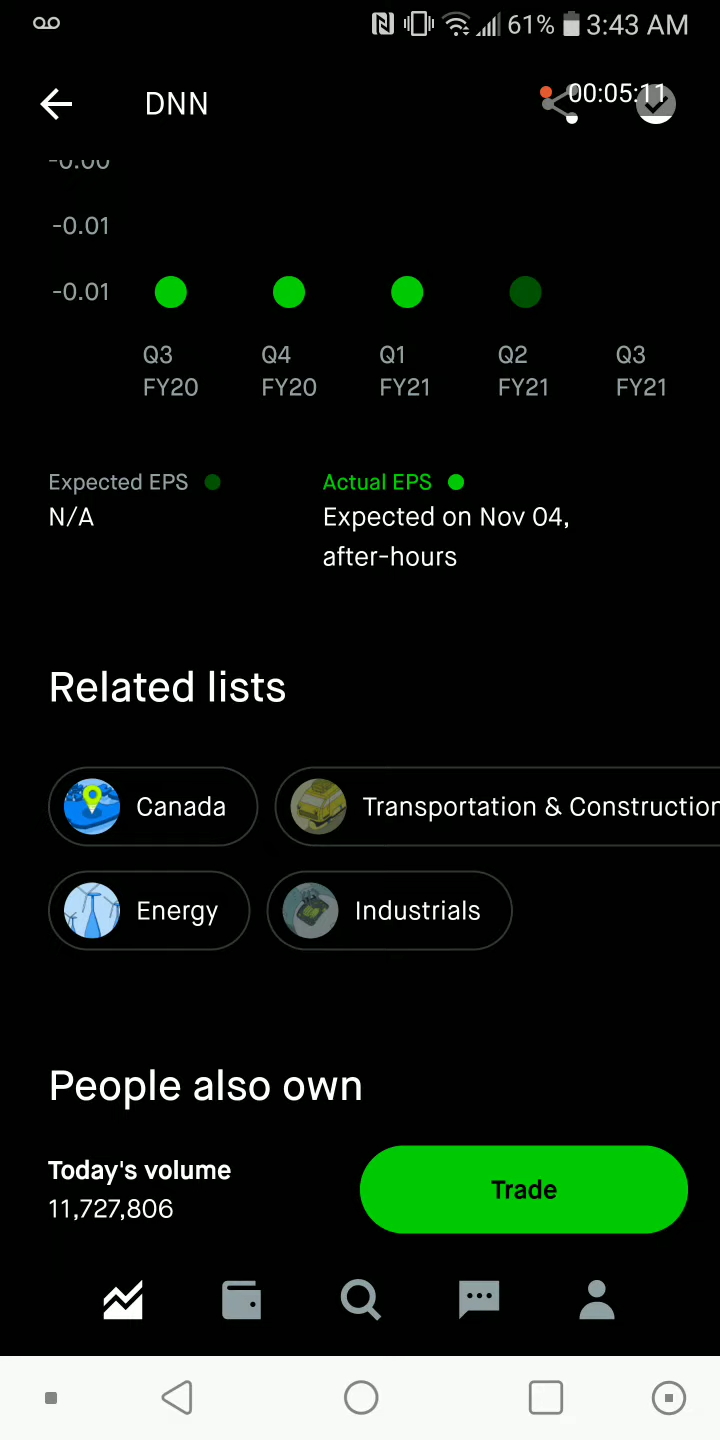 61% 3:43 AM
DNN
00:05:11
-0.00
-0.01
-0.01
Q3 Q4 Q1 Q2 Q3
FY20 FY20 FY21 FY21 FY21
Expected EPS Actual EPS
N/A Expected on Nov 04,
after-hours
Related lists
Canada Transportation & Construction
Energy Industrials
People also own
Today's volume
11,727,806
Trade